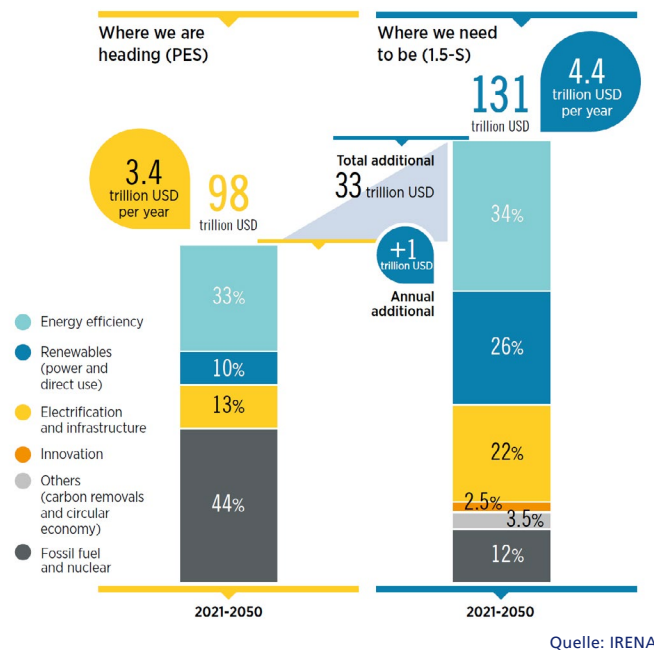 Where we are
heading (PES)
Where we need
to be (1.5-S)
4.4
trillion USD
per year
131
trillion USD
3.4
trillion USD
per year
98
trillion USD
Total additional
33 trillion USD
+1
trillion USD
Annual
additional
33%
10%
13%
44%
34%
26%
22%
2.5%
3.5%
12%
Energy efficiency
Renewables
(power and
direct use)
Electrification
and infrastructure
Innovation
Others
(carbon removals
and circular
economy)
Fossil fuel
and nuclear
2021-2050
2021-2050
Quelle: IRENA